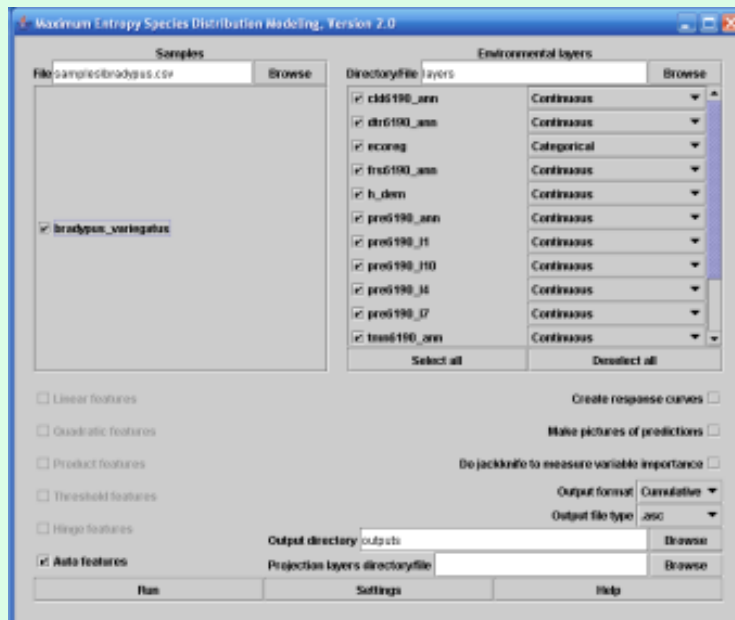 Maximum Entropy Species Distribution Modeling, Version 2.0
Samples
Environmental layers
File samples\bradypus.csv Browse
Directory/File layers Browse
bradypus_variegatus
cld6190_ann Continuous
dtr6190_ann Continuous
ecoreg Categorical
frs6190_ann Continuous
h_dem Continuous
pre6190_ann Continuous
pre6190_l1 Continuous
pre6190_l10 Continuous
pre6190_l4 Continuous
pre6190_l7 Continuous
tmn6190_ann Continuous
Select all Deselect all
Linear features
Quadratic features
Product features
Threshold features
Hinge features
Auto features
Create response curves
Make pictures of predictions
Do jackknife to measure variable importance
Output format Cumulative
Output file type .asc
Output directory outputs Browse
Projection layers directory/file Browse
Run Settings Help